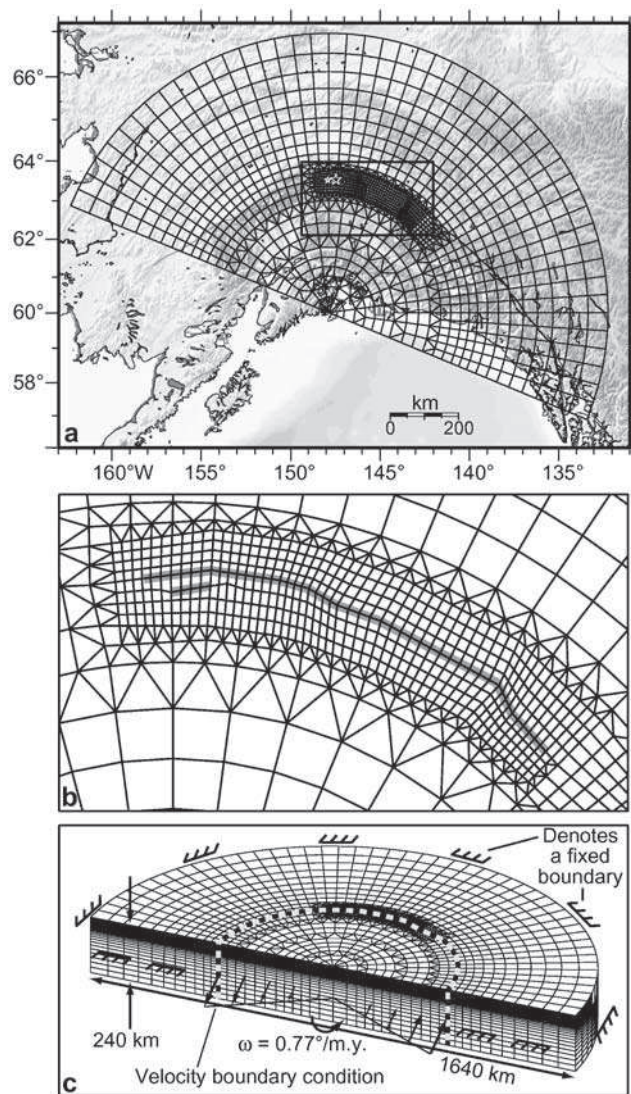 66°
64°
62°
60°
58°
km
0 200
a
160°W 155° 150° 145° 140° 135°
b
Denotes
a fixed
boundary
240 km
ω = 0.77°/m.y.
1640 km
Velocity boundary condition
c